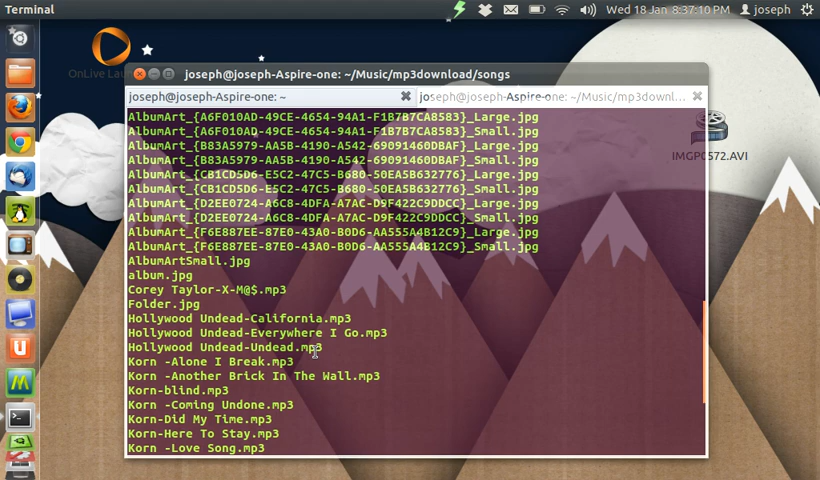 Terminal
Wed 18 Jan 8:37:10 PM
joseph
OnLive Lau
joseph@joseph-Aspire-one: ~/Music/mp3download/songs
joseph@joseph-Aspire-one: ~
joseph@joseph-Aspire-one: ~/Music/mp3downl...
AlbumArt_{A6F010AD-49CE-4654-94A1-F1B7B7CA8583}_Large.jpg
AlbumArt_{A6F010AD-49CE-4654-94A1-F1B7B7CA8583}_Small.jpg
AlbumArt_{B83A5979-AA5B-4190-A542-69091460DBAF}_Large.jpg
AlbumArt_{B83A5979-AA5B-4190-A542-69091460DBAF}_Small.jpg
AlbumArt_{CB1CD5D6-E5C2-47C5-B680-50EA5B632776}_Large.jpg
AlbumArt_{CB1CD5D6-E5C2-47C5-B680-50EA5B632776}_Small.jpg
AlbumArt_{D2EE0724-A6C8-4DFA-A7AC-D9F422C9DDCC}_Large.jpg
AlbumArt_{D2EE0724-A6C8-4DFA-A7AC-D9F422C9DDCC}_Small.jpg
AlbumArt_{F6E887EE-87E0-43A0-B0D6-AA555A4B12C9}_Large.jpg
AlbumArt_{F6E887EE-87E0-43A0-B0D6-AA555A4B12C9}_Small.jpg
AlbumArtSmall.jpg
album.jpg
Corey Taylor-X-M@$.mp3
Folder.jpg
Hollywood Undead-California.mp3
Hollywood Undead-Everywhere I Go.mp3
Hollywood Undead-Undead.mp3
Korn -Alone I Break.mp3
Korn -Another Brick In The Wall.mp3
Korn-blind.mp3
Korn -Coming Undone.mp3
Korn-Did My Time.mp3
Korn-Here To Stay.mp3
Korn -Love Song.mp3
IMGP0572.AVI